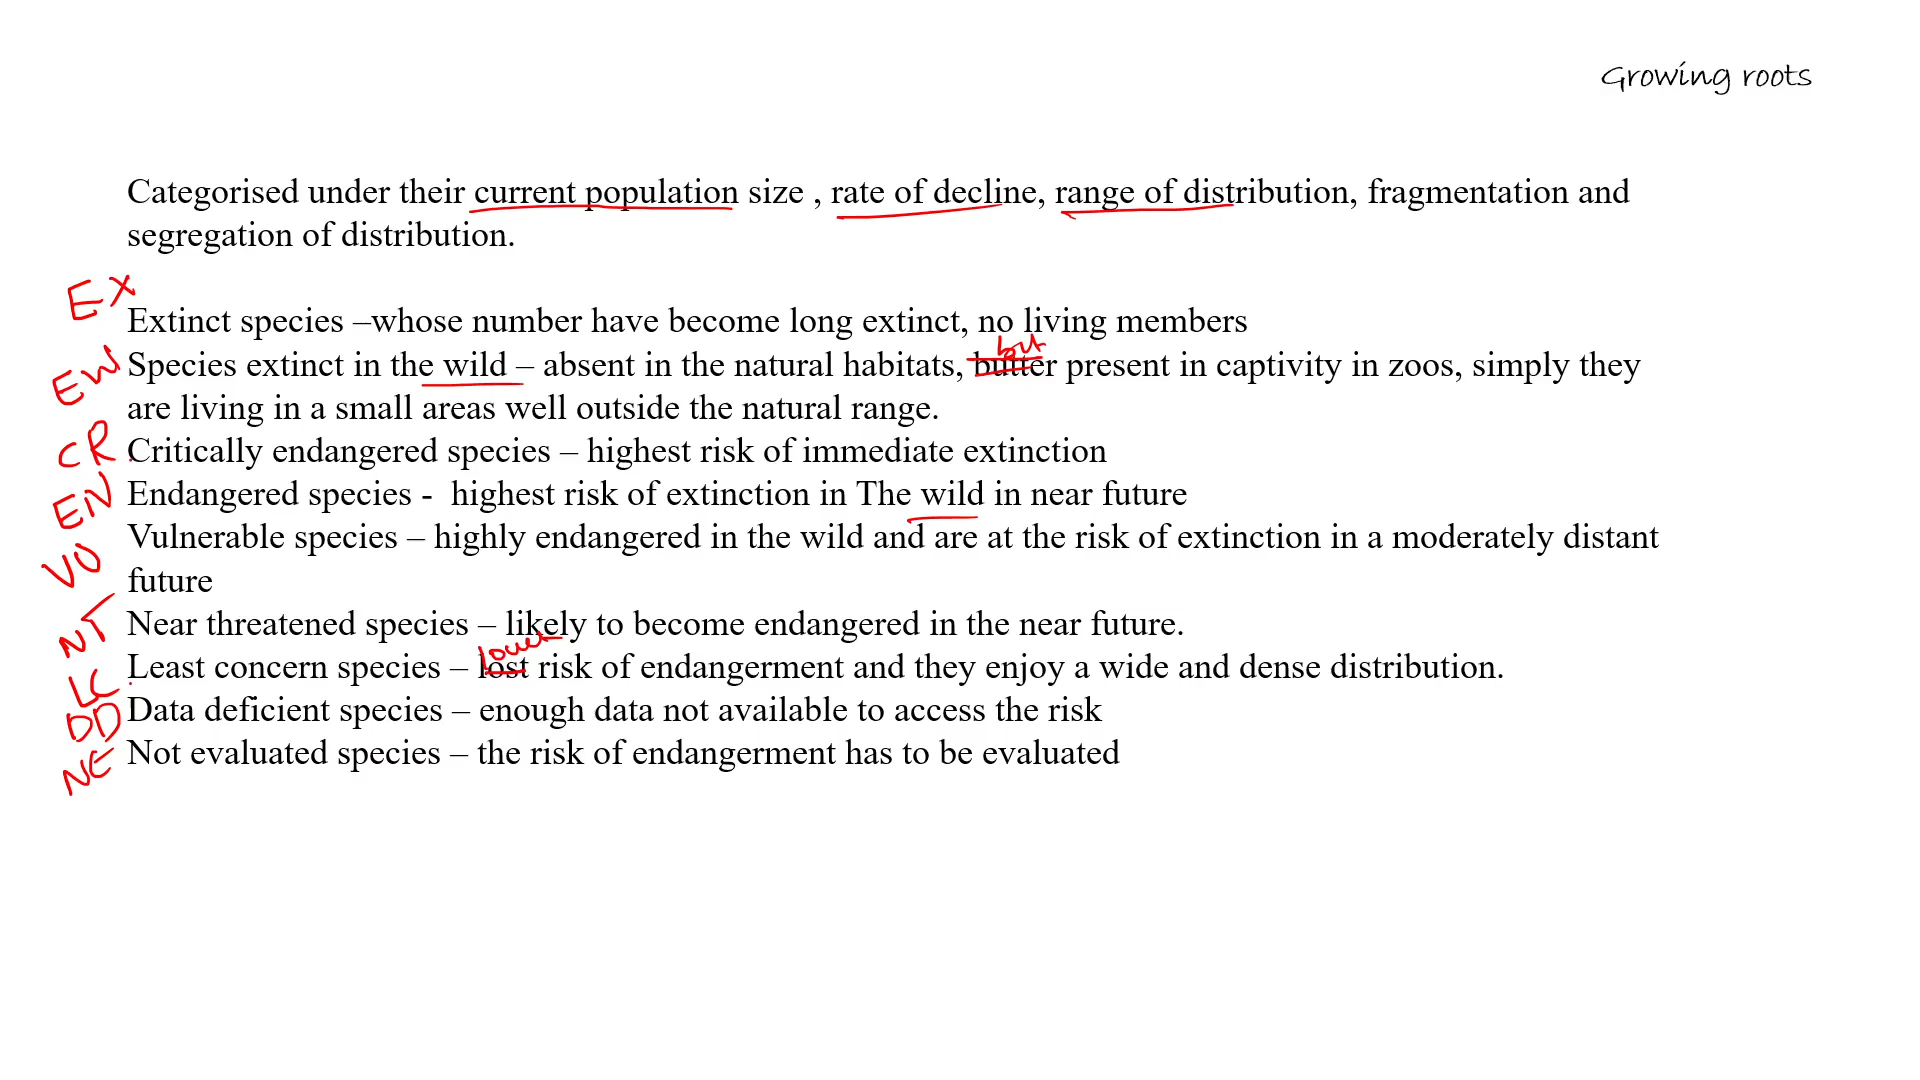 Growing roots
Categorised under their current population size , rate of decline, range of distribution, fragmentation and
segregation of distribution.
EX
Extinct species –whose number have become long extinct, no living members
but
EW Species extinct in the wild – absent in the natural habitats, butter present in captivity in zoos, simply they
are living in a small areas well outside the natural range.
CR Critically endangered species – highest risk of immediate extinction
EN Endangered species - highest risk of extinction in The wild in near future
VU Vulnerable species – highly endangered in the wild and are at the risk of extinction in a moderately distant
future
NT Near threatened species – likely to become endangered in the near future.
lowest
LC Least concern species – lost risk of endangerment and they enjoy a wide and dense distribution.
DD Data deficient species – enough data not available to access the risk
NE Not evaluated species – the risk of endangerment has to be evaluated